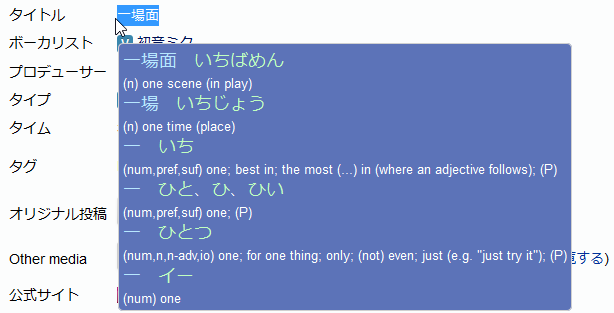 タイトル 一場面
ボーカリスト 初音ミク
プロデューサー
タイプ
タイム
タグ
オリジナル投稿
Other media する)
公式サイト
一場面 いちばめん
(n) one scene (in play)
一場 いちじょう
(n) one time (place)
一 いち
(num,pref,suf) one; best in; the most (...) in (where an adjective follows); (P)
一 ひと、ひ、ひい
(num,pref,suf) one; (P)
一 ひとつ
(num,n,n-adv,io) one; for one thing; only; (not) even; just (e.g. "just try it"); (P)
一 イー
(num) one